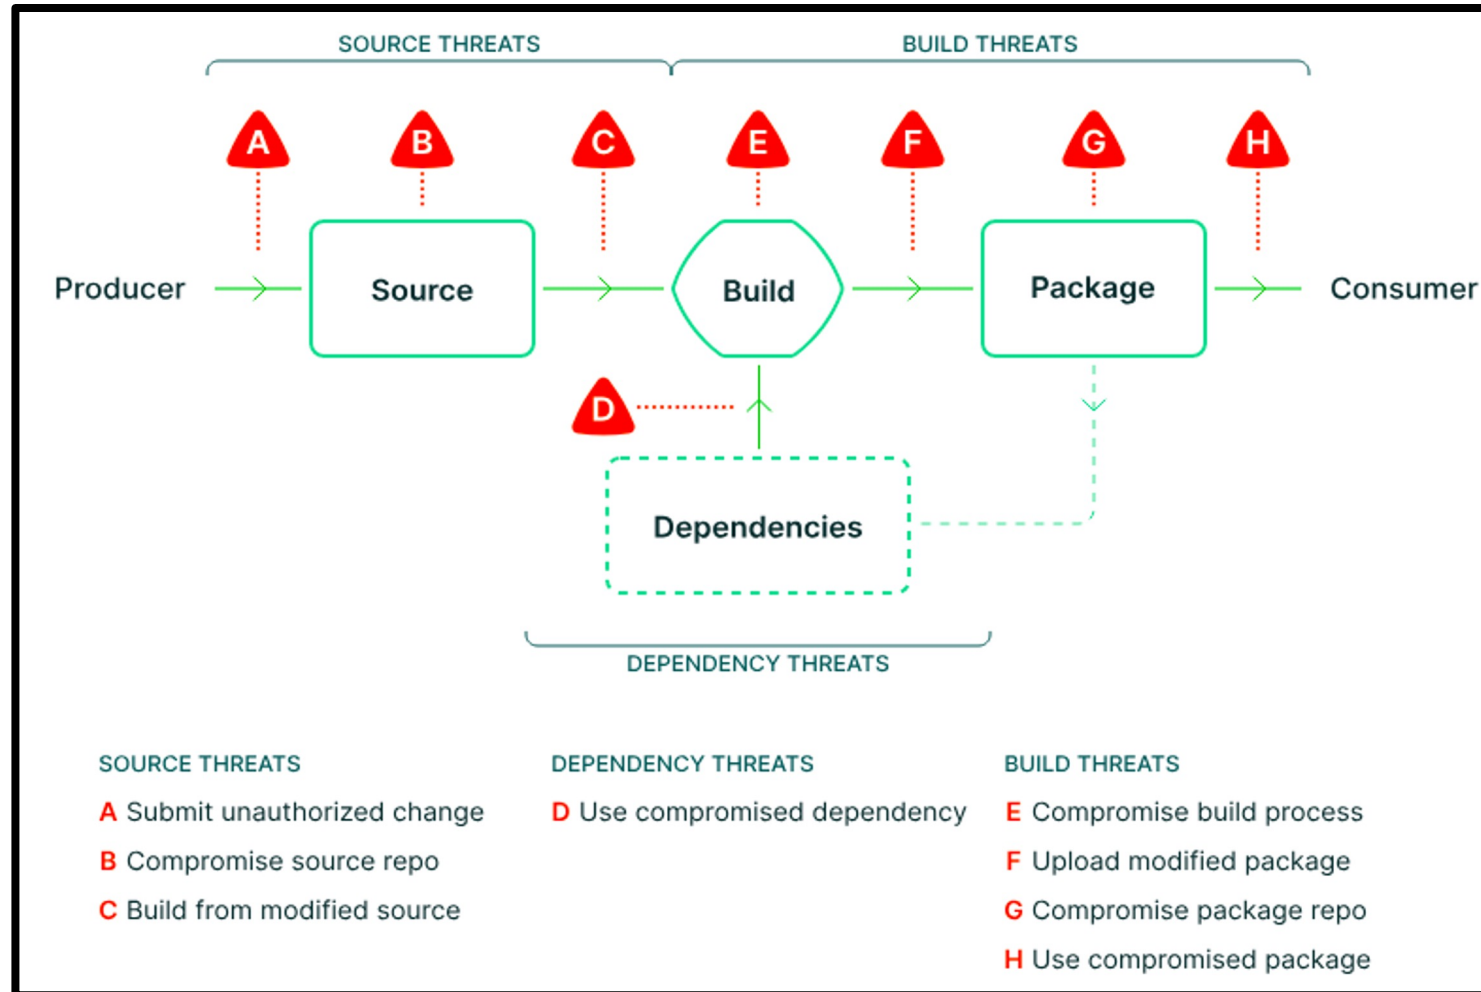 SOURCE THREATS
BUILD THREATS
A
B
C
E
F
G
H
Producer
Source
Build
Package
Consumer
D
Dependencies
DEPENDENCY THREATS
SOURCE THREATS
A Submit unauthorized change
B Compromise source repo
C Build from modified source
DEPENDENCY THREATS
D Use compromised dependency
BUILD THREATS
E Compromise build process
F Upload modified package
G Compromise package repo
H Use compromised package